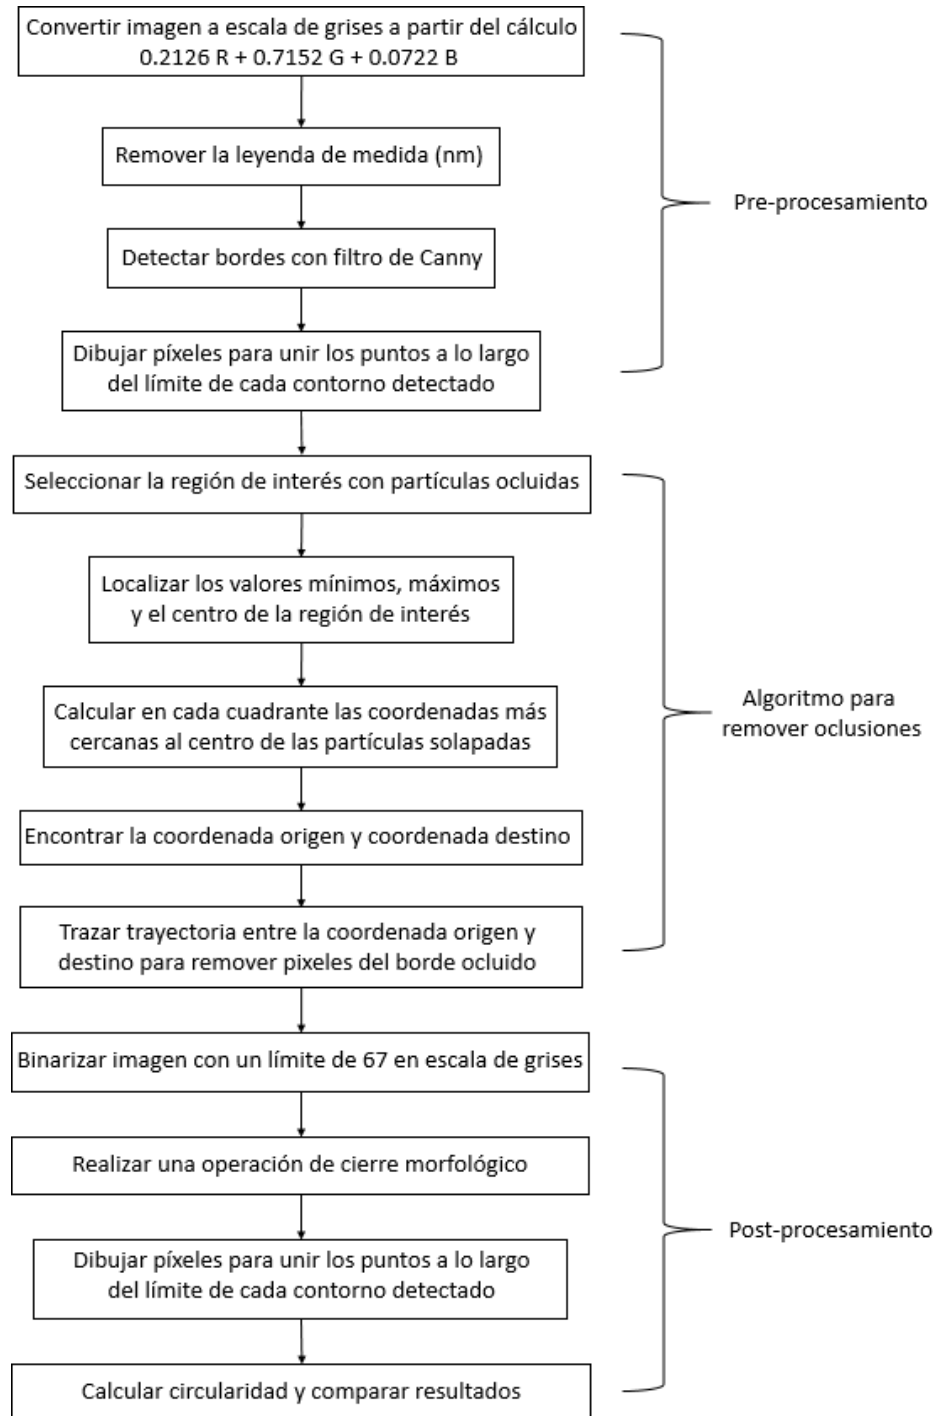 Convertir imagen a escala de grises a partir del cálculo
0.2126 R + 0.7152 G + 0.0722 B
Remover la leyenda de medida (nm)
Detectar bordes con filtro de Canny
Dibujar píxeles para unir los puntos a lo largo
del límite de cada contorno detectado
Pre-procesamiento
Seleccionar la región de interés con partículas ocluidas
Localizar los valores mínimos, máximos
y el centro de la región de interés
Calcular en cada cuadrante las coordenadas más
cercanas al centro de las partículas solapadas
Encontrar la coordenada origen y coordenada destino
Trazar trayectoria entre la coordenada origen y
destino para remover pixeles del borde ocluido
Algoritmo para
remover oclusiones
Binarizar imagen con un límite de 67 en escala de grises
Realizar una operación de cierre morfológico
Dibujar píxeles para unir los puntos a lo largo
del límite de cada contorno detectado
Calcular circularidad y comparar resultados
Post-procesamiento